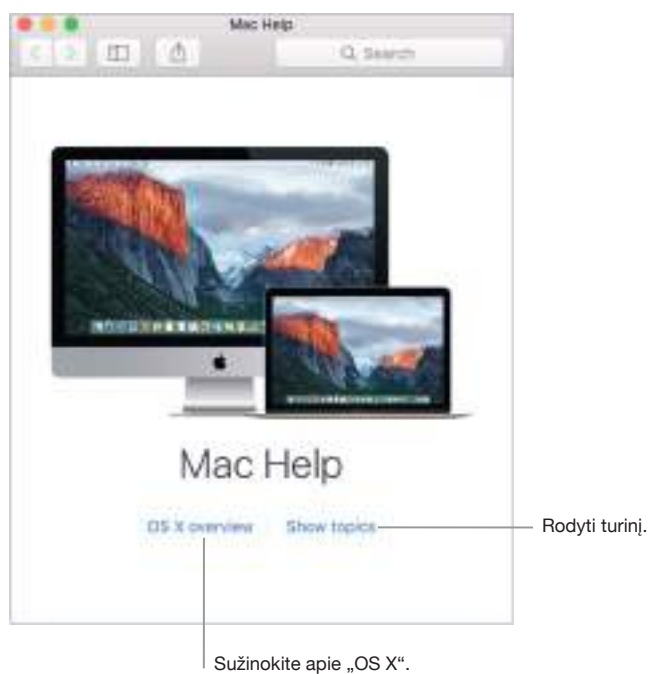 Mac Help
Search
Mac Help
OS X overview
Show topics
Rodyti turinį.
Sužinokite apie „OS X“.